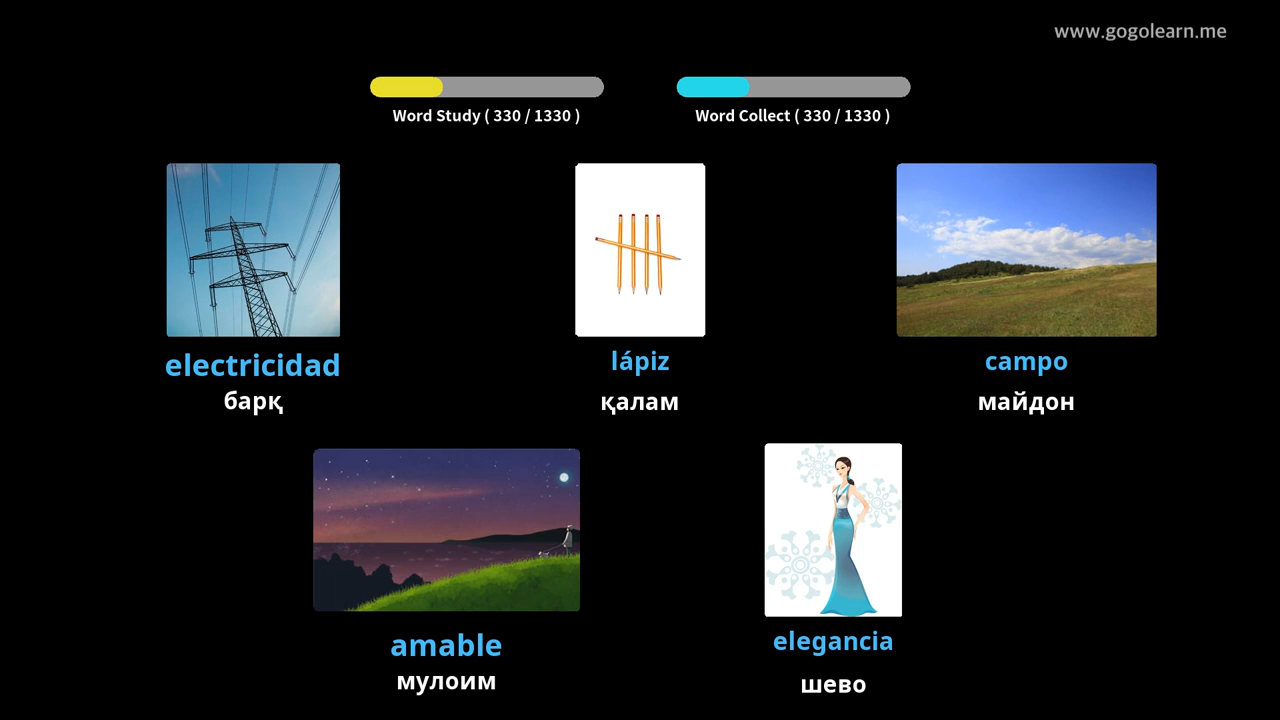 www.gogolearn.me
Word Study ( 330 / 1330 )
Word Collect ( 330 / 1330 )
electricidad
барқ
lápiz
қалам
campo
майдон
amable
мулоим
elegancia
шево